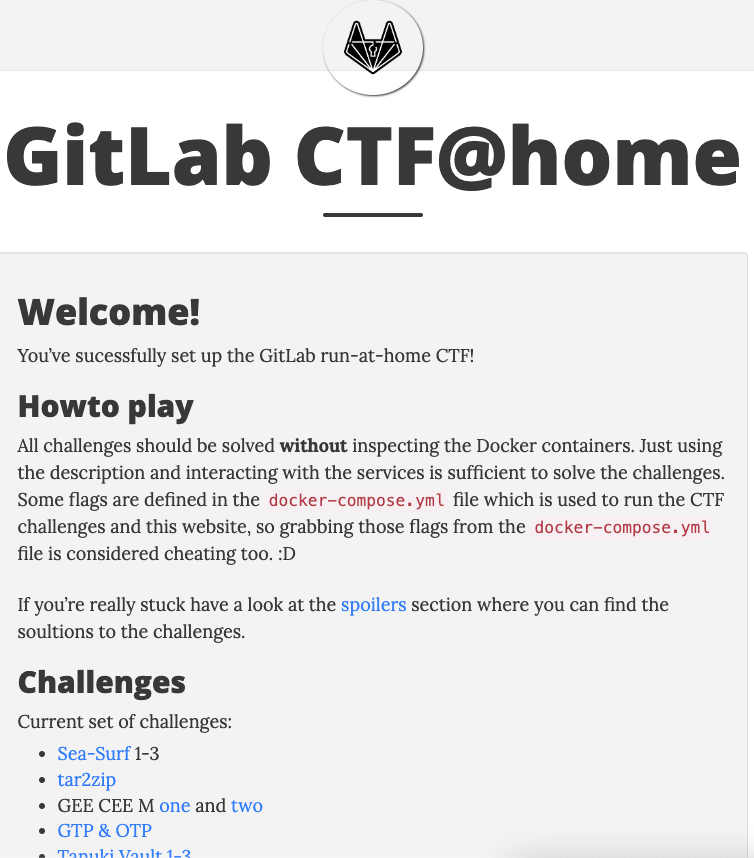 GitLab CTF@home
Welcome!
You’ve sucessfully set up the GitLab run-at-home CTF!
Howto play
All challenges should be solved without inspecting the Docker containers. Just using
the description and interacting with the services is sufficient to solve the challenges.
Some flags are defined in the docker-compose.yml file which is used to run the CTF
challenges and this website, so grabbing those flags from the docker-compose.yml
file is considered cheating too. :D
If you’re really stuck have a look at the spoilers section where you can find the
soultions to the challenges.
Challenges
Current set of challenges:
• Sea-Surf 1-3
• tar2zip
• GEE CEE M one and two
• GTP & OTP
• Tanuki Vault 1-3